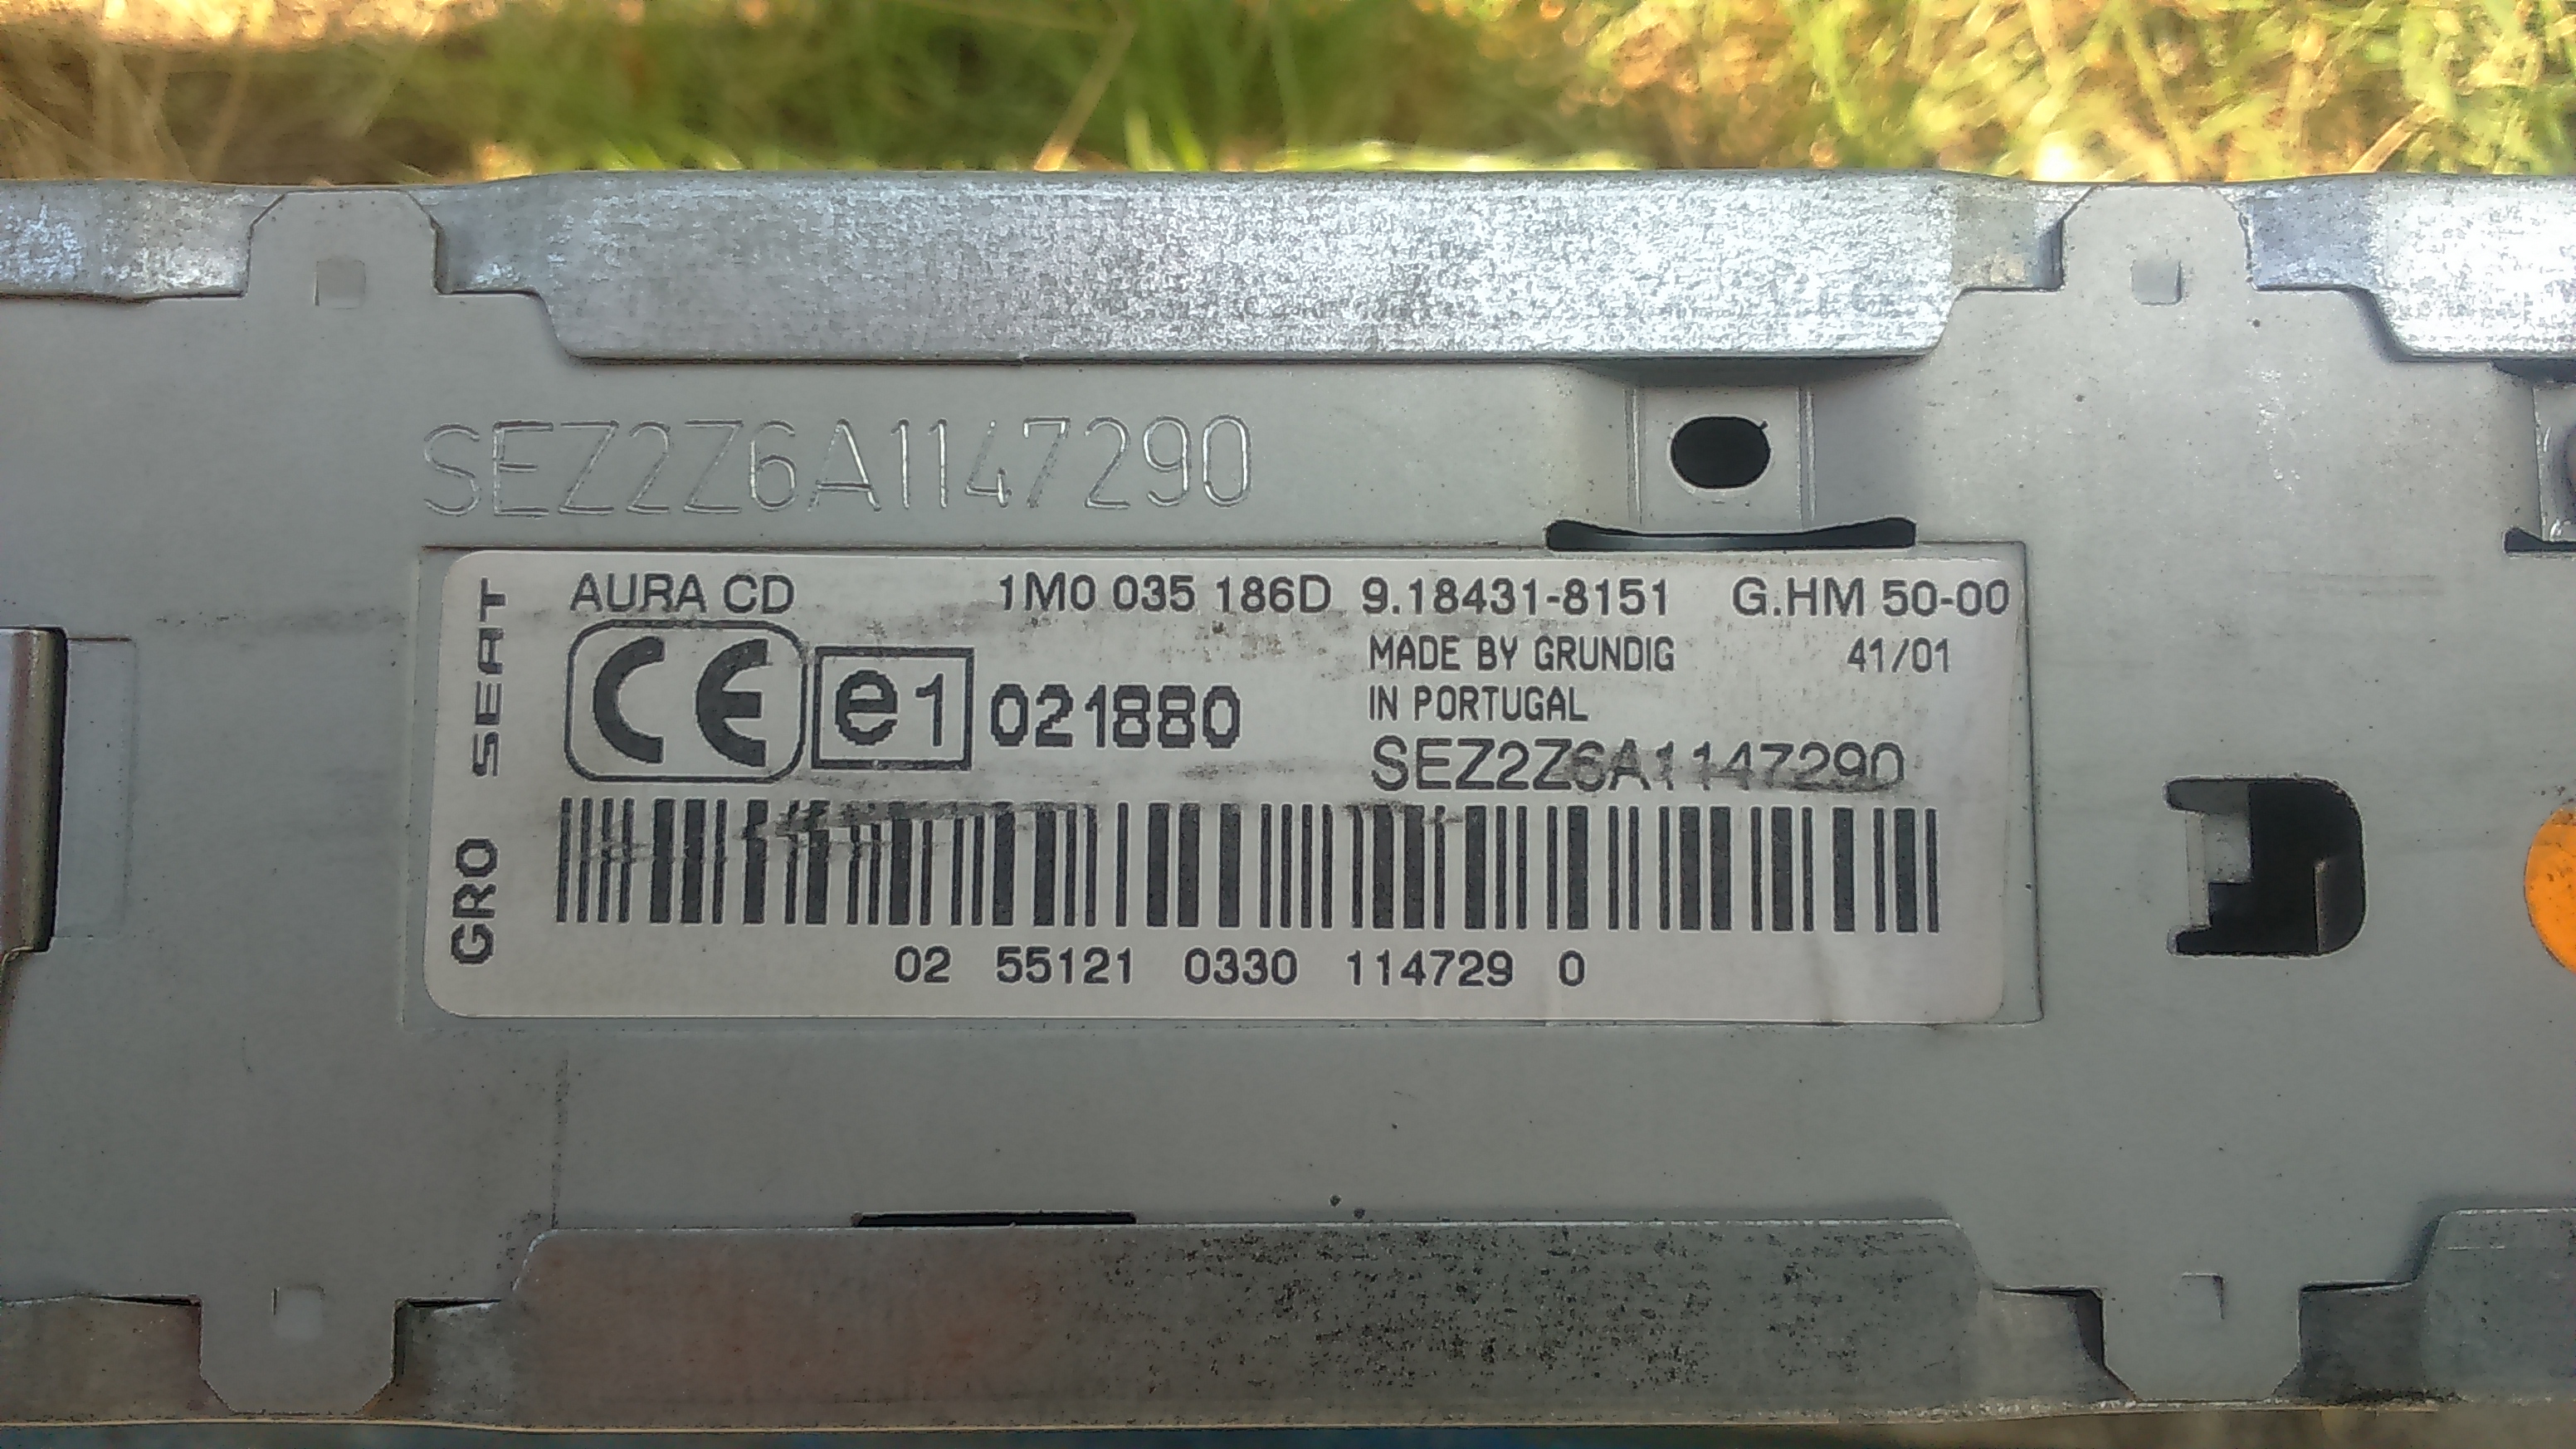 SEZ2Z6A1147290
AURA CD 1M0 035 186D 9.18431-8151 G.HM 50-00
MADE BY GRUNDIG 41/01
IN PORTUGAL
CE e1 021880
SEZ2Z6A1147290
GRO SEAT
02 55121 0330 114729 0